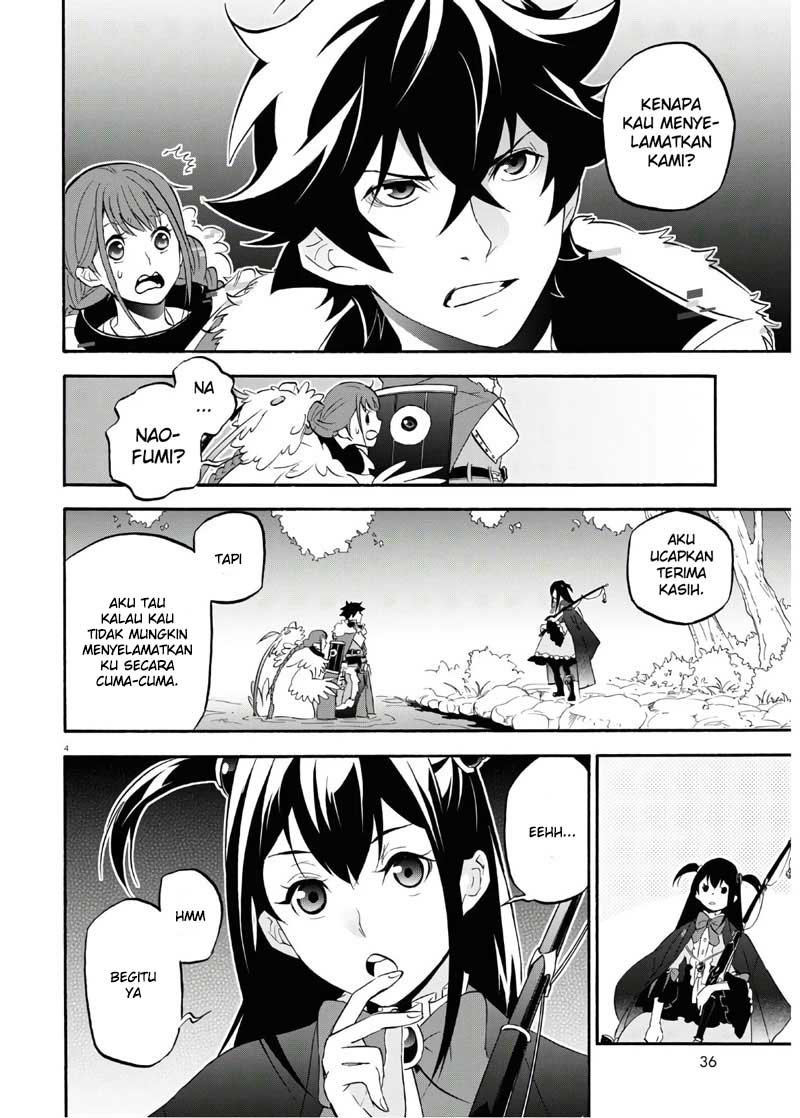 KENAPA
KAU MENYE-
LAMATKAN
KAMI?
NA
...
NAO-
FUMI?
AKU
UCAPKAN
TERIMA
KASIH.
TAPI
AKU TAU
KALAU KAU
TIDAK MUNGKIN
MENYELAMATKAN
KU SECARA
CUMA-CUMA.
4
EEHH...
HMM
BEGITU
YA
36